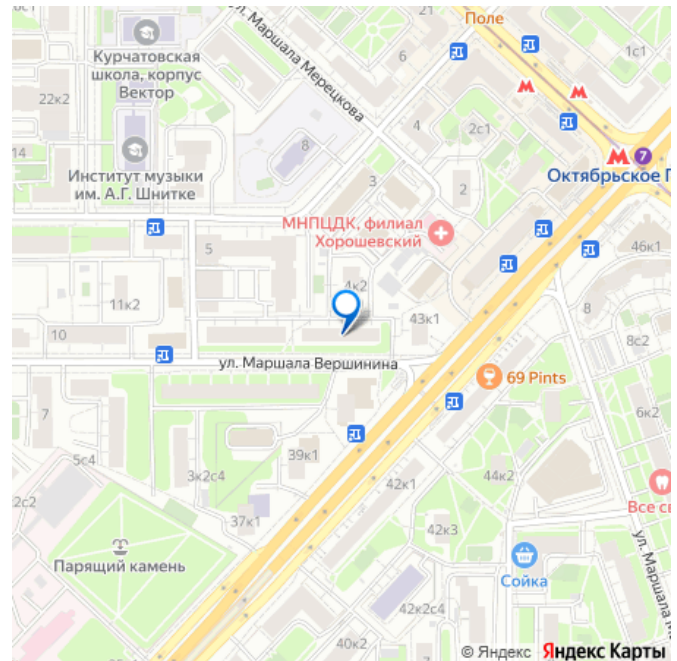 Поле
21
1с1
6
Курчатовская
школа, корпус
Вектор
ул. Маршала Мерецкова
22к2
4
2с1
14
8
М
7
Институт музыки
им. А.Г. Шнитке
Октябрьское П
3
2
МНПЦДК, филиал
Хорошевский
5
46к1
4к2
11к2
43к1
8
10
8с2
ул. Маршала Вершинина
69 Pints
7
6к2
5с4
3к2с4
39к1
44к2
42к1
2с2
37к1
Все св
42к3
Парящий камень
Сойка
ул. Маршала М
42к2с4
40к2
© Яндекс Яндекс Карты